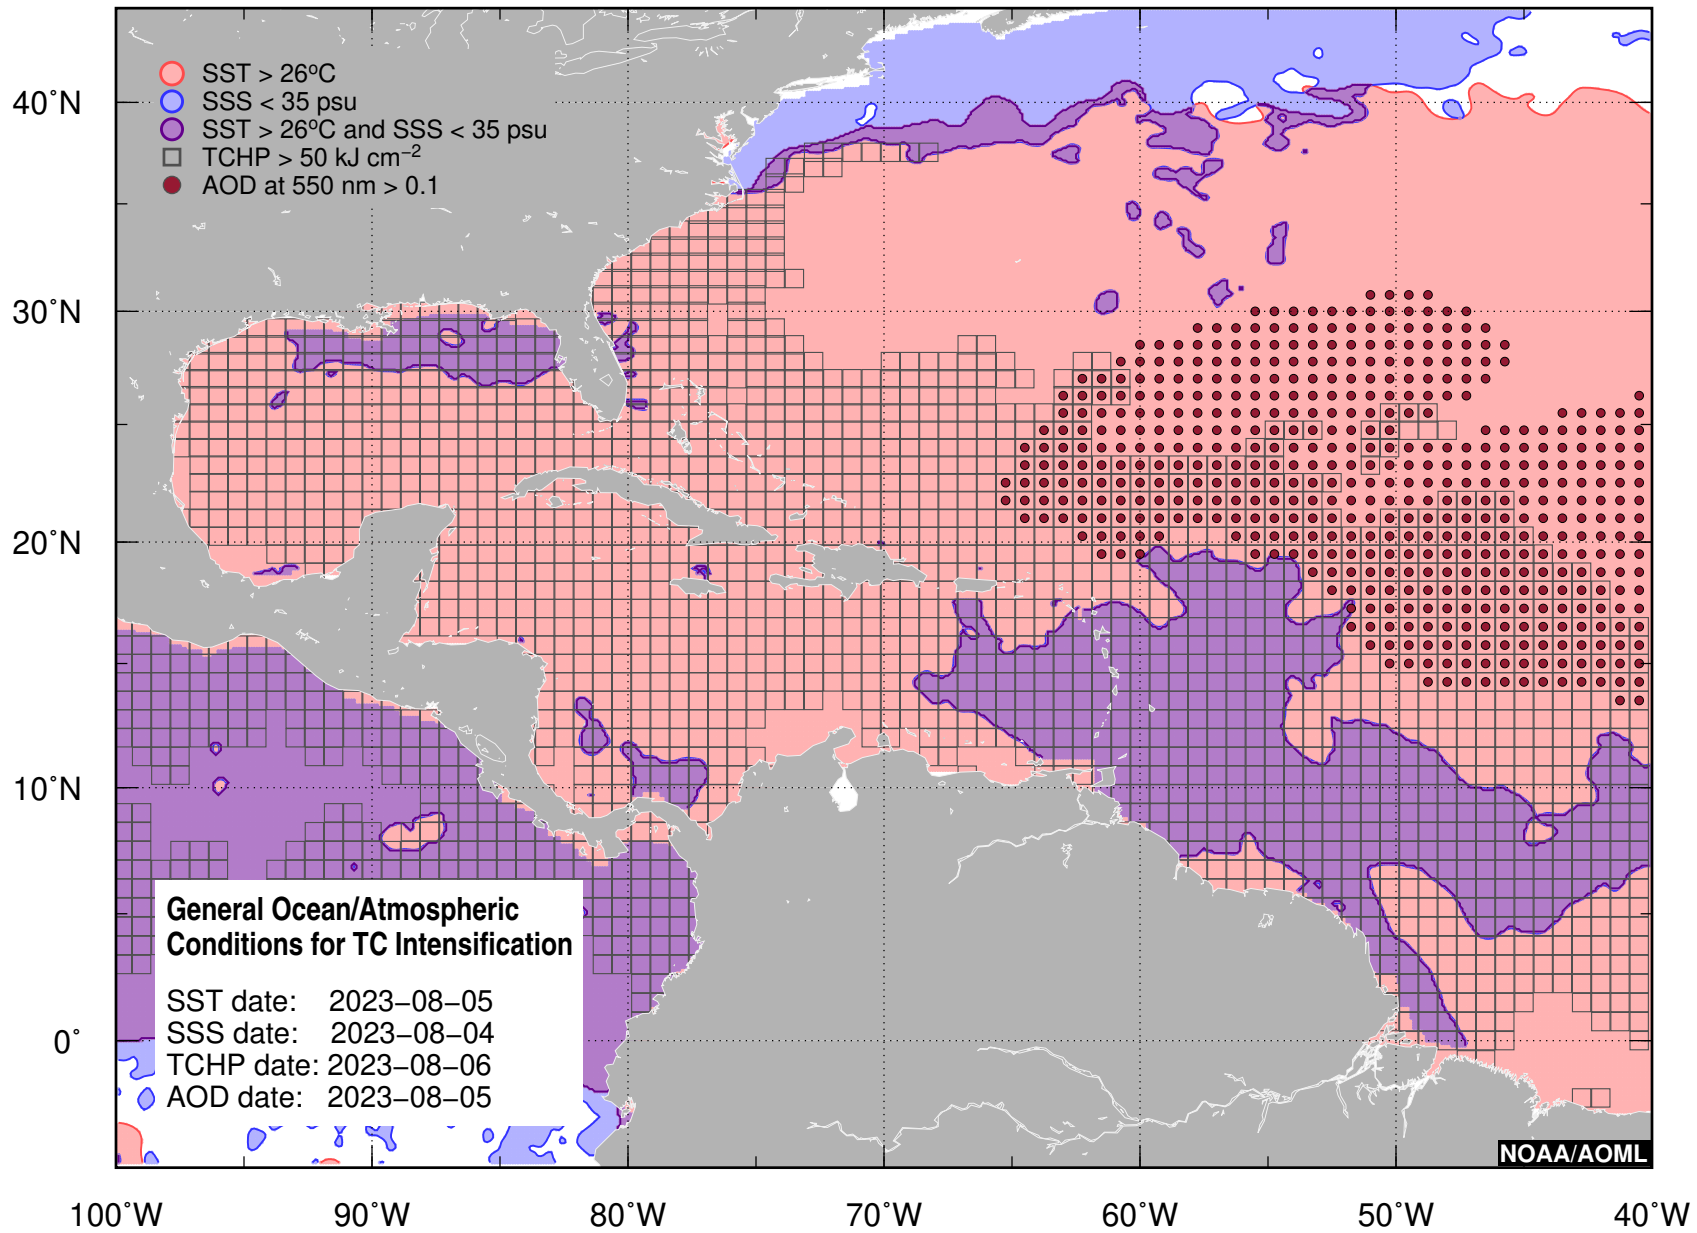 40°N
30°N
20°N
10°N
0°
SST > 26ºC
SSS < 35 psu
SST > 26ºC and SSS < 35 psu
TCHP > 50 kJ cm⁻²
AOD at 550 nm > 0.1
General Ocean/Atmospheric
Conditions for TC Intensification
SST date: 2023−08−05
SSS date: 2023−08−04
TCHP date: 2023−08−06
AOD date: 2023−08−05
NOAA/AOML
100°W 90°W 80°W 70°W 60°W 50°W 40°W